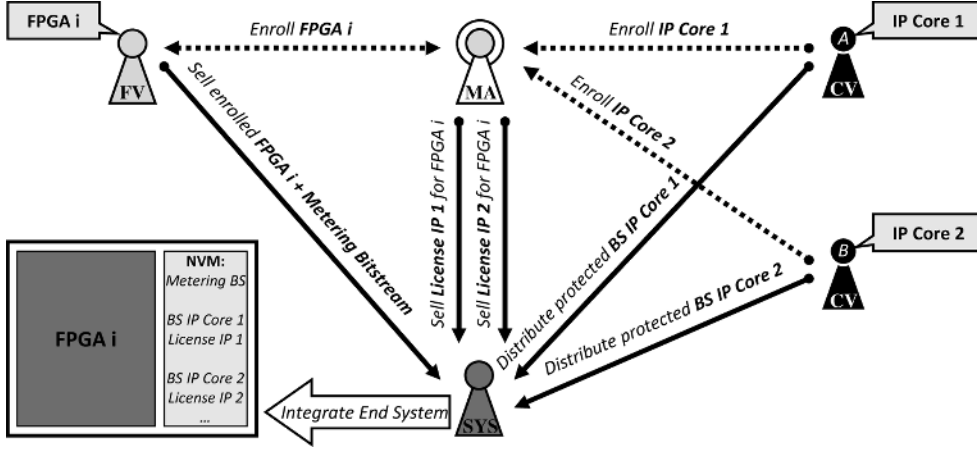 FPGA i
Enroll FPGA i
Enroll IP Core 1
IP Core 1
A
FV
MA
CV
Sell enrolled FPGA i + Metering Bitstream
Sell License IP 1 for FPGA i
Sell License IP 2 for FPGA i
Enroll IP Core 2
Distribute protected BS IP Core 1
IP Core 2
B
CV
Distribute protected BS IP Core 2
FPGA i
NVM:
Metering BS
BS IP Core 1
License IP 1
BS IP Core 2
License IP 2
...
Integrate End System
SYS